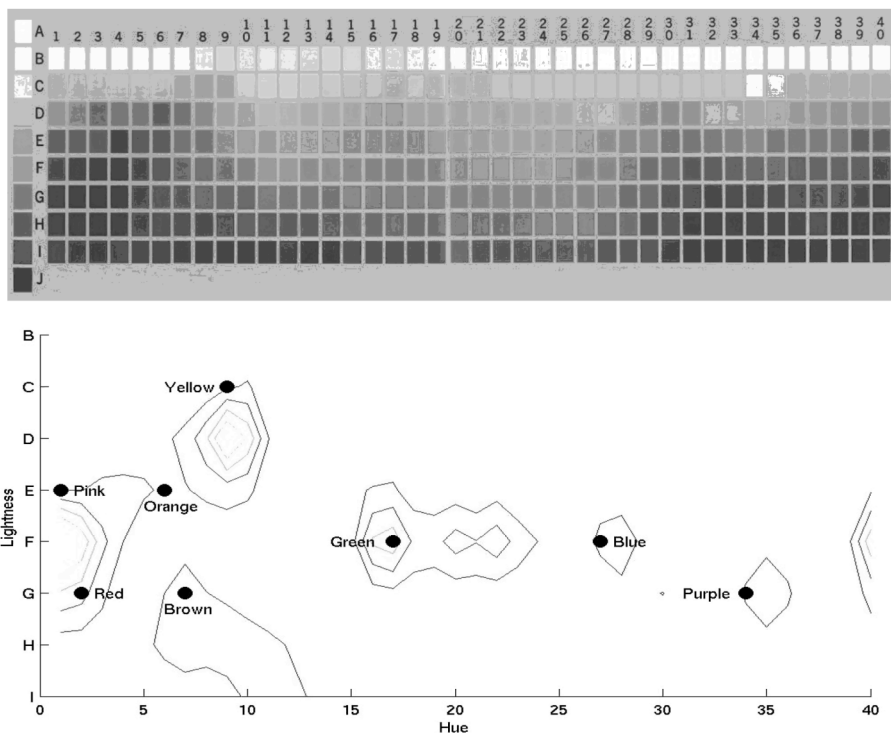 A 1 2 3 4 5 6 7 8 9 10 11 12 13 14 15 16 17 18 19 20 21 22 23 24 25 26 27 28 29 30 31 32 33 34 35 36 37 38 39 40
B
C
D
E
F
G
H
I
J
B
C Yellow
D
E Pink Orange
Lightness
F Green Blue
G Red Brown Purple
H
I
0 5 10 15 20 25 30 35 40
Hue